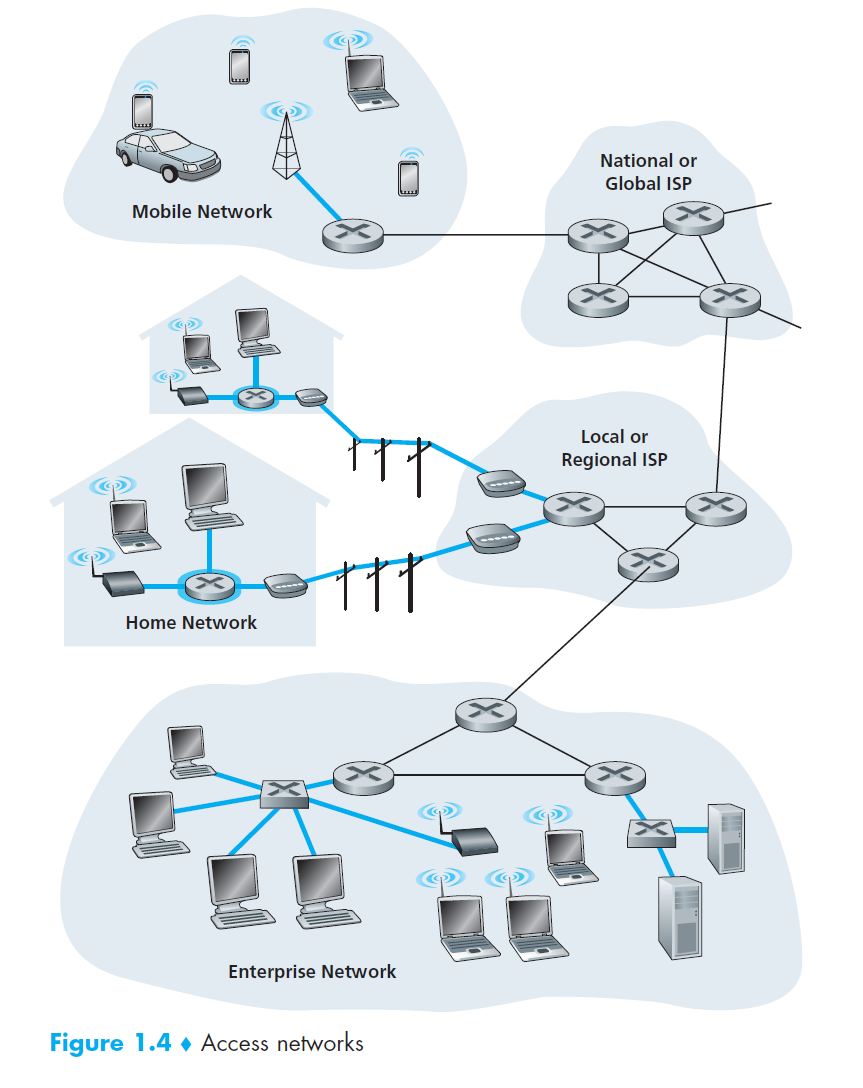 National or
Global ISP
Mobile Network
Local or
Regional ISP
Home Network
Enterprise Network
Figure 1.4 ♦ Access networks